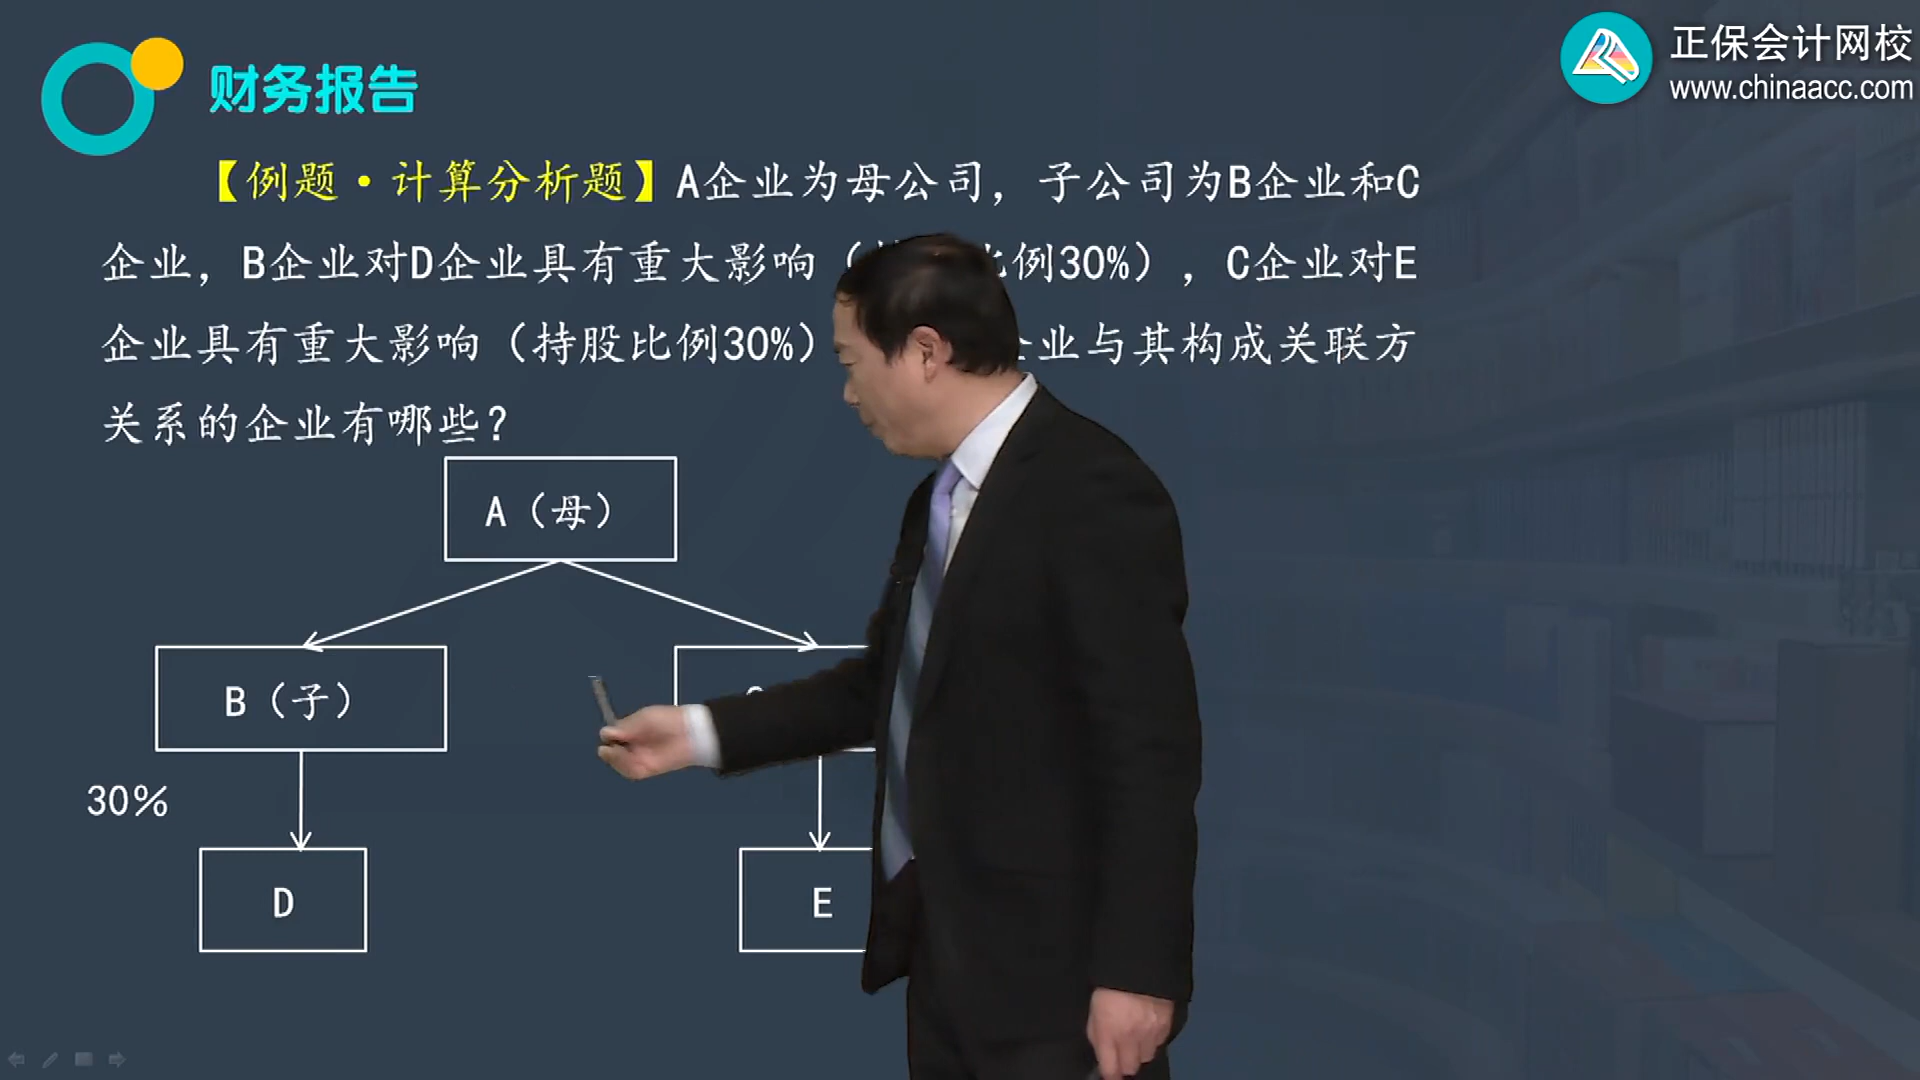 财务报告
正保会计网校
www.chinaacc.com
【例题·计算分析题】A企业为母公司，子公司为B企业和C
企业，B企业对D企业具有重大影响（比例30%），C企业对E
企业具有重大影响（持股比例30%）企业与其构成关联方
关系的企业有哪些？
A（母）
B（子）
30%
D
E